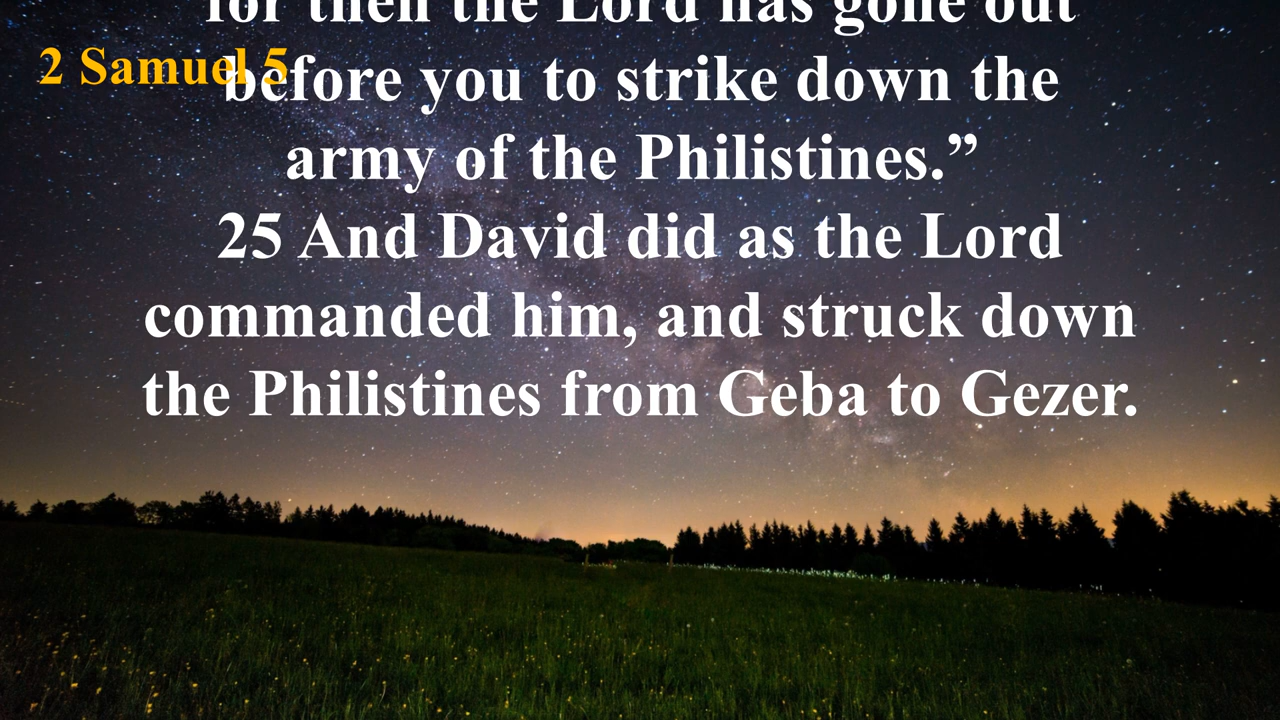 for then the Lord has gone out
2 Samuel 5
before you to strike down the
army of the Philistines.”
25 And David did as the Lord
commanded him, and struck down
the Philistines from Geba to Gezer.